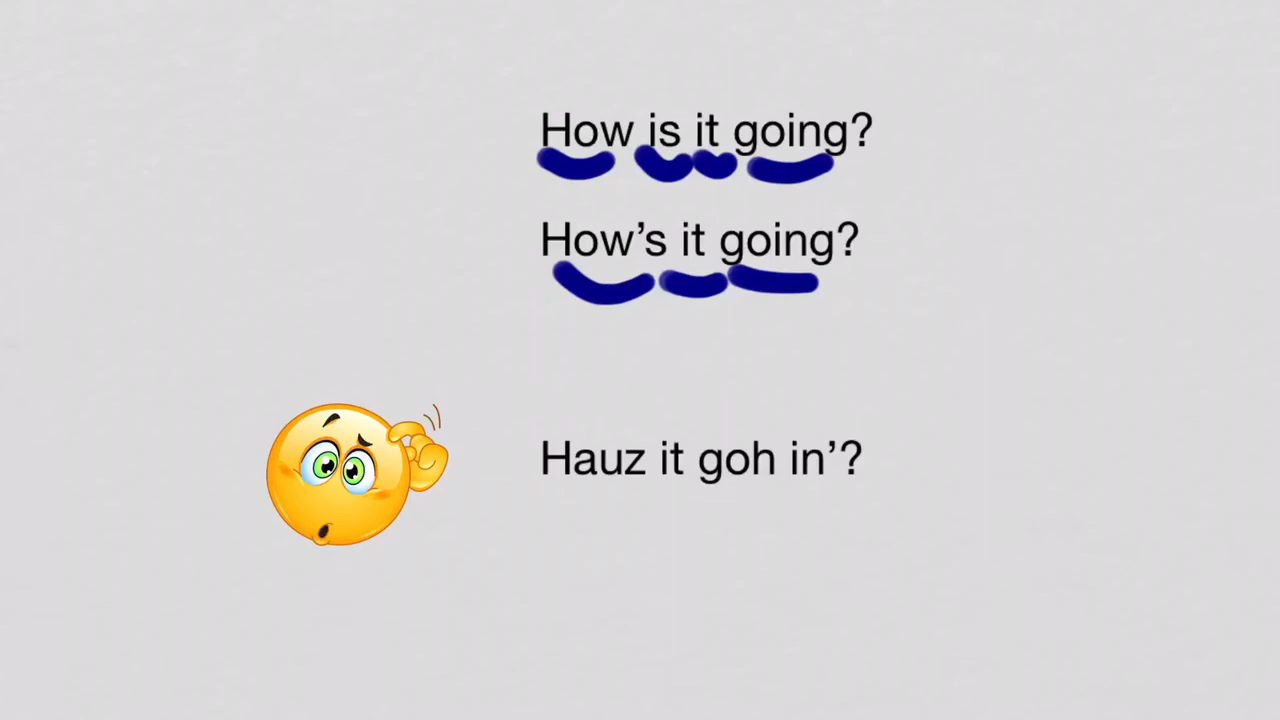 How is it going?
How’s it going?
Hauz it goh in’?